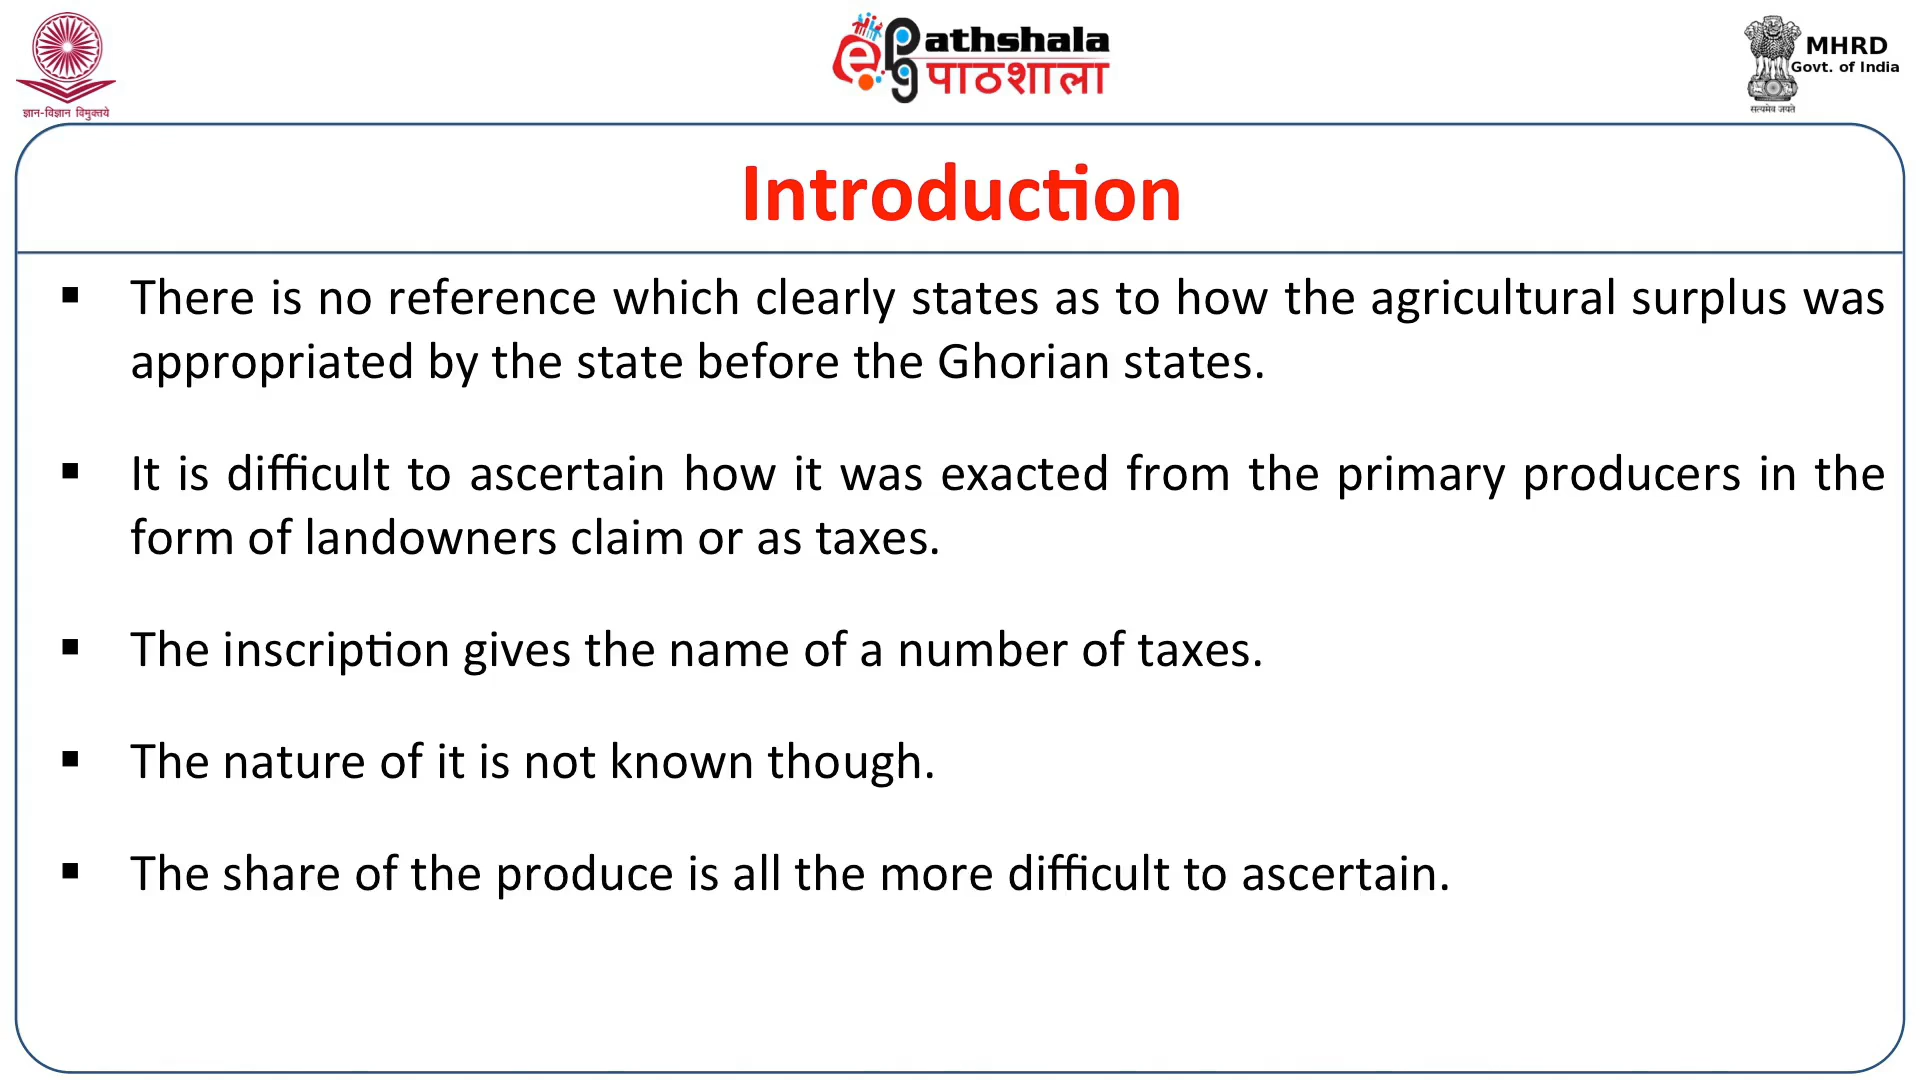 ज्ञान-विज्ञान विमुक्तये
ePG Pathshala
पाठशाला
MHRD
Govt. of India
सत्यमेव जयते
Introduction
▪ There is no reference which clearly states as to how the agricultural surplus was
appropriated by the state before the Ghorian states.
▪ It is difficult to ascertain how it was exacted from the primary producers in the
form of landowners claim or as taxes.
▪ The inscription gives the name of a number of taxes.
▪ The nature of it is not known though.
▪ The share of the produce is all the more difficult to ascertain.